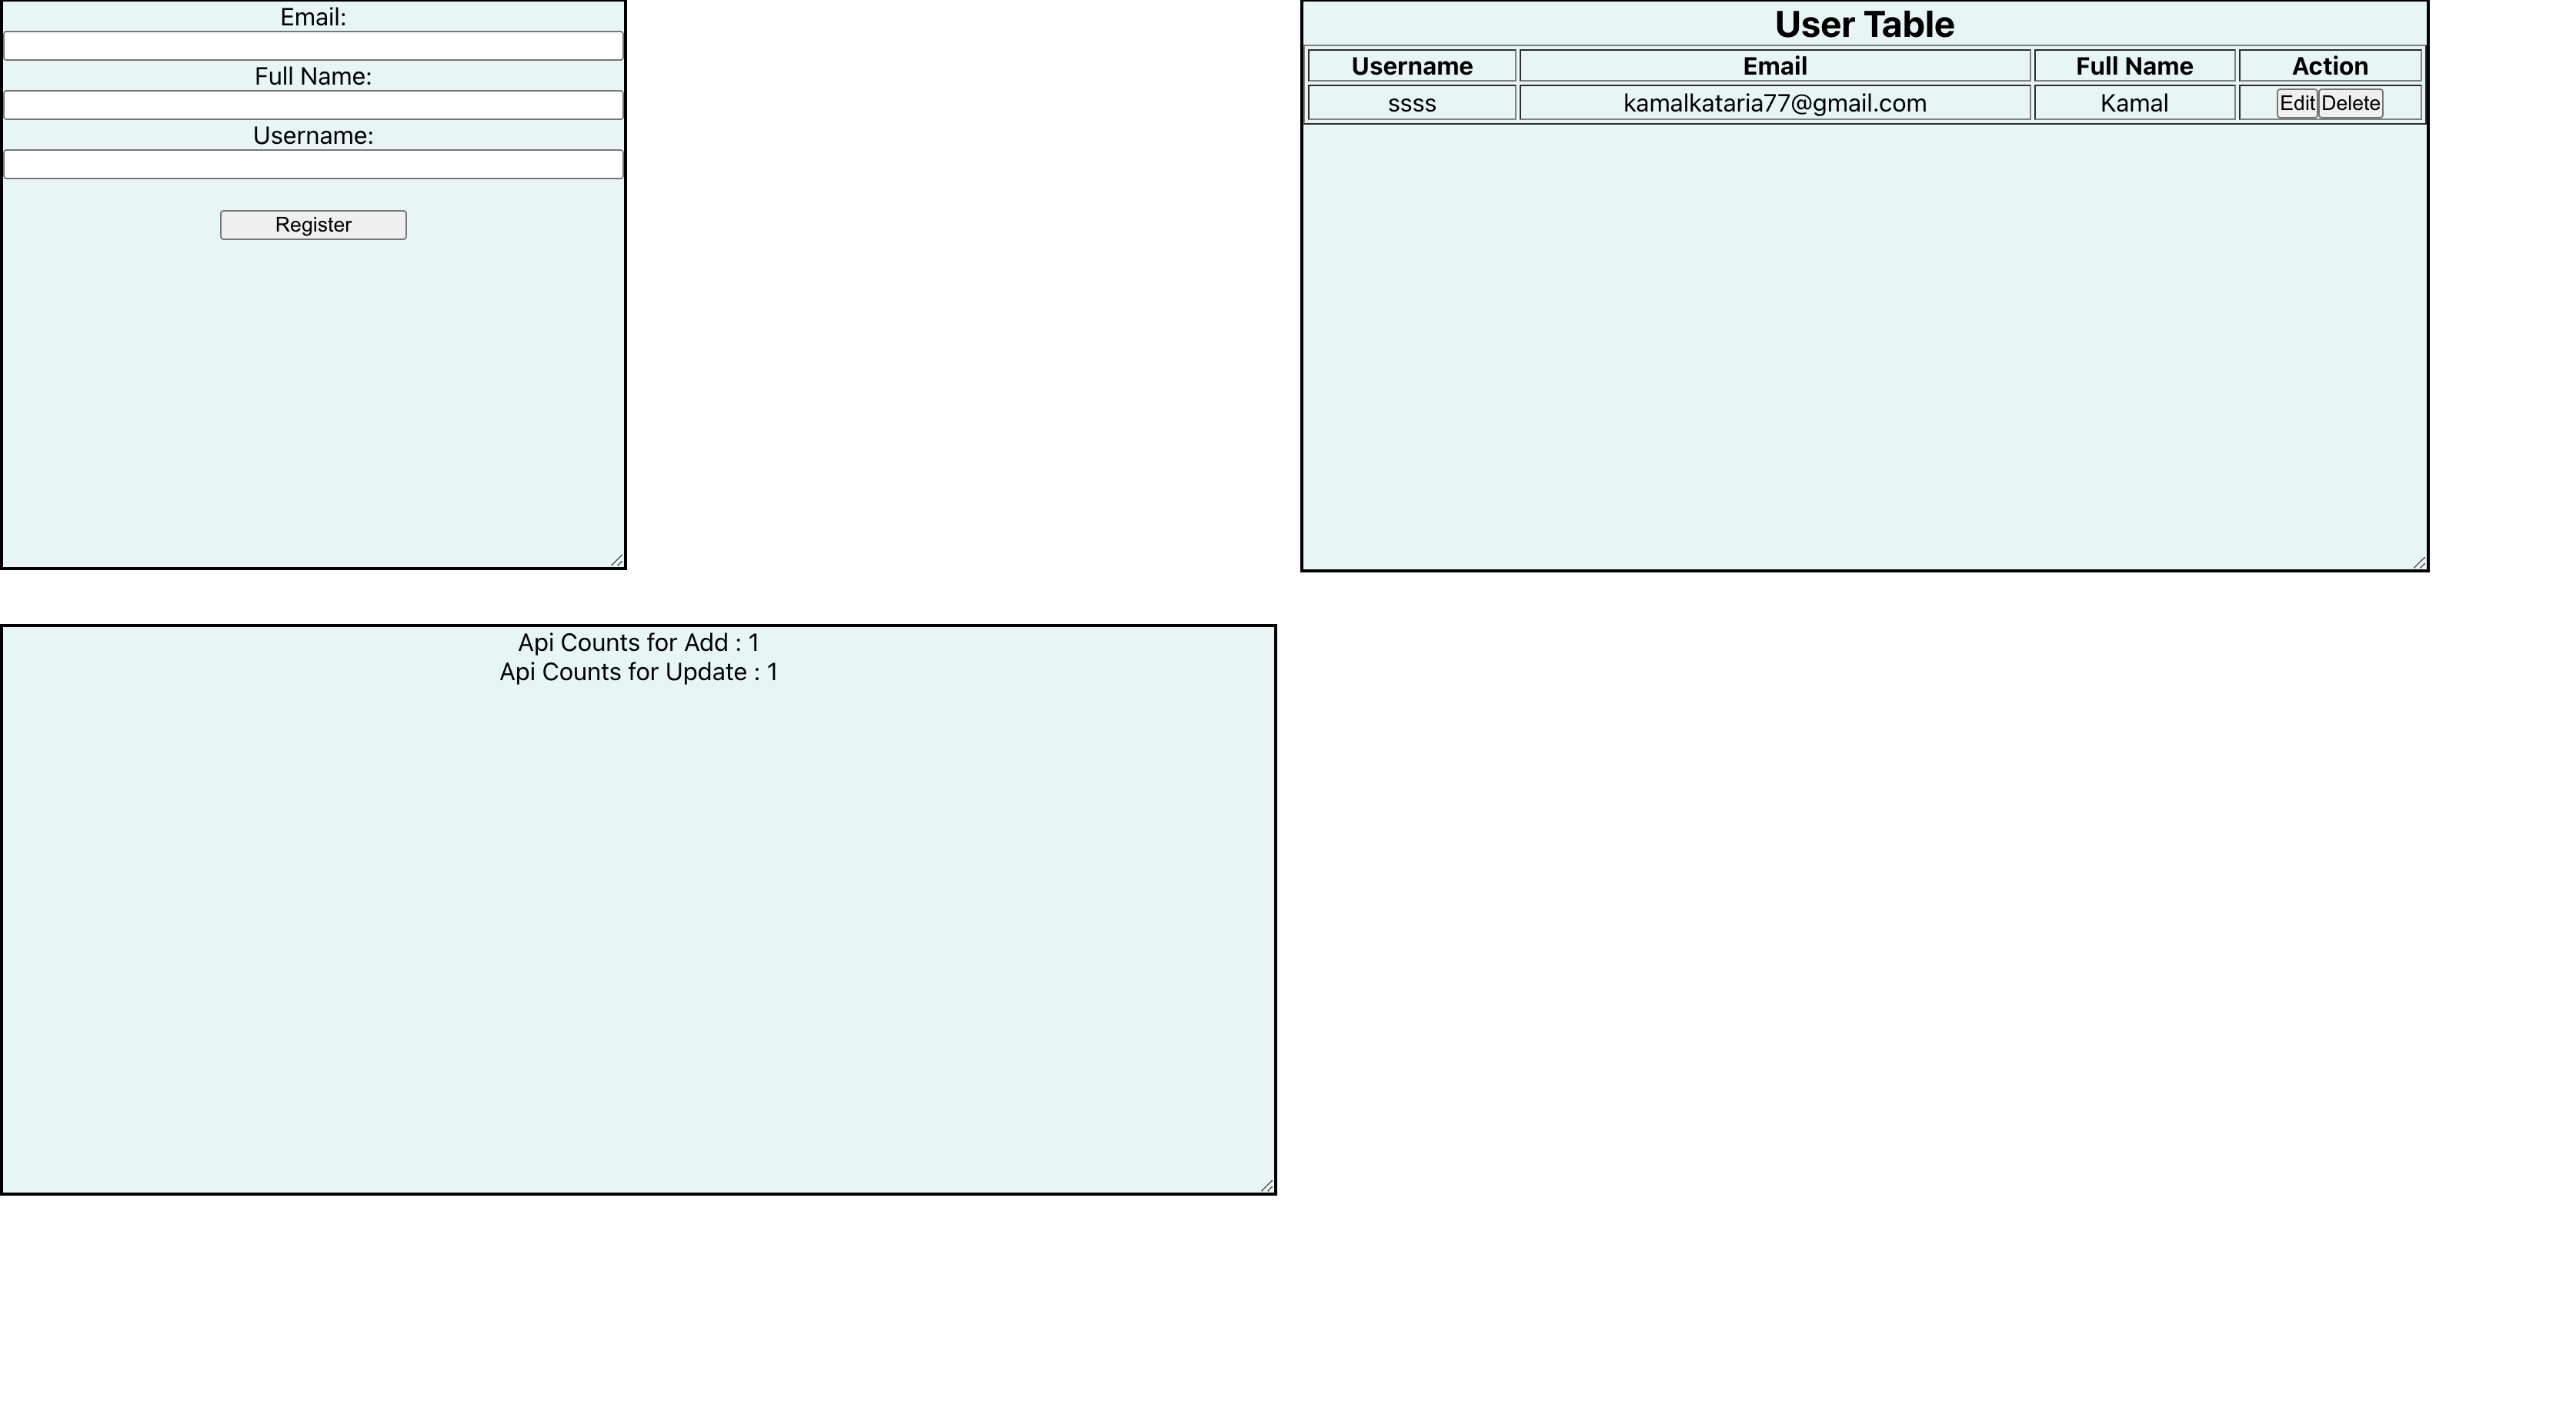 Email:
Full Name:
Username:
Register
User Table
Username Email Full Name Action
ssss kamalkataria77@gmail.com Kamal Edit Delete
Api Counts for Add : 1
Api Counts for Update : 1